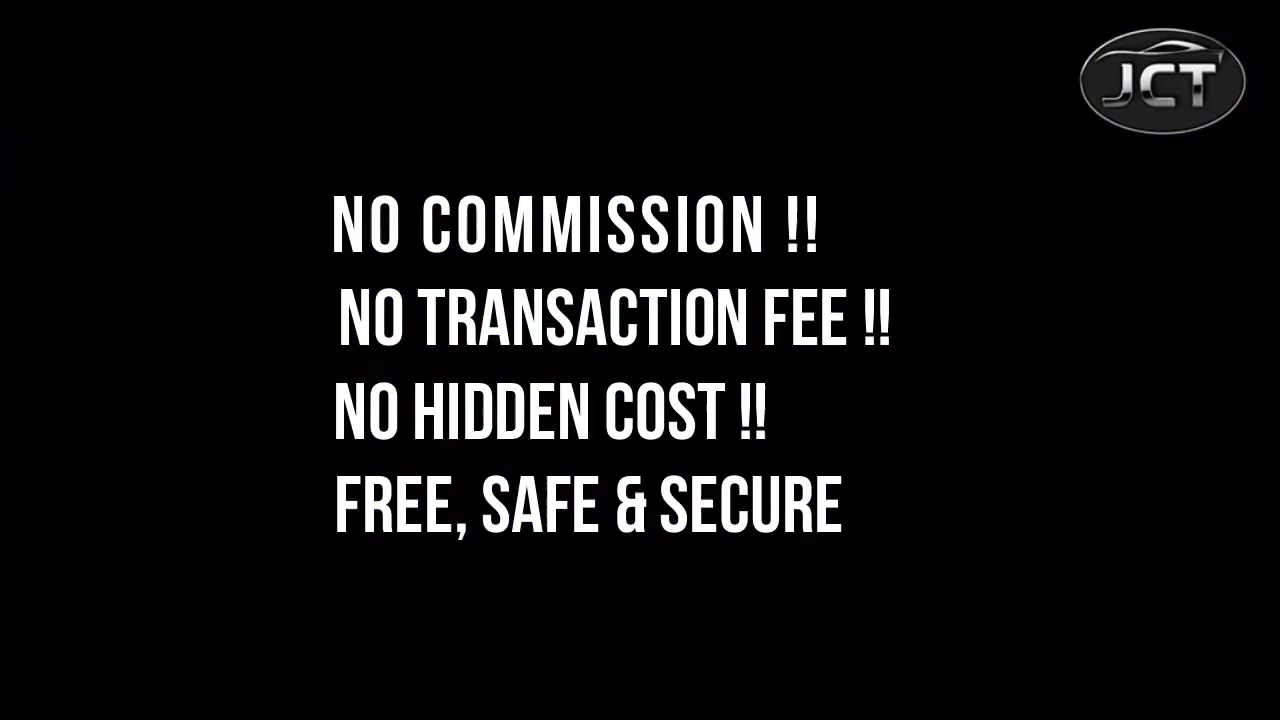 JCT
NO COMMISSION !!
NO TRANSACTION FEE !!
NO HIDDEN COST !!
FREE, SAFE & SECURE